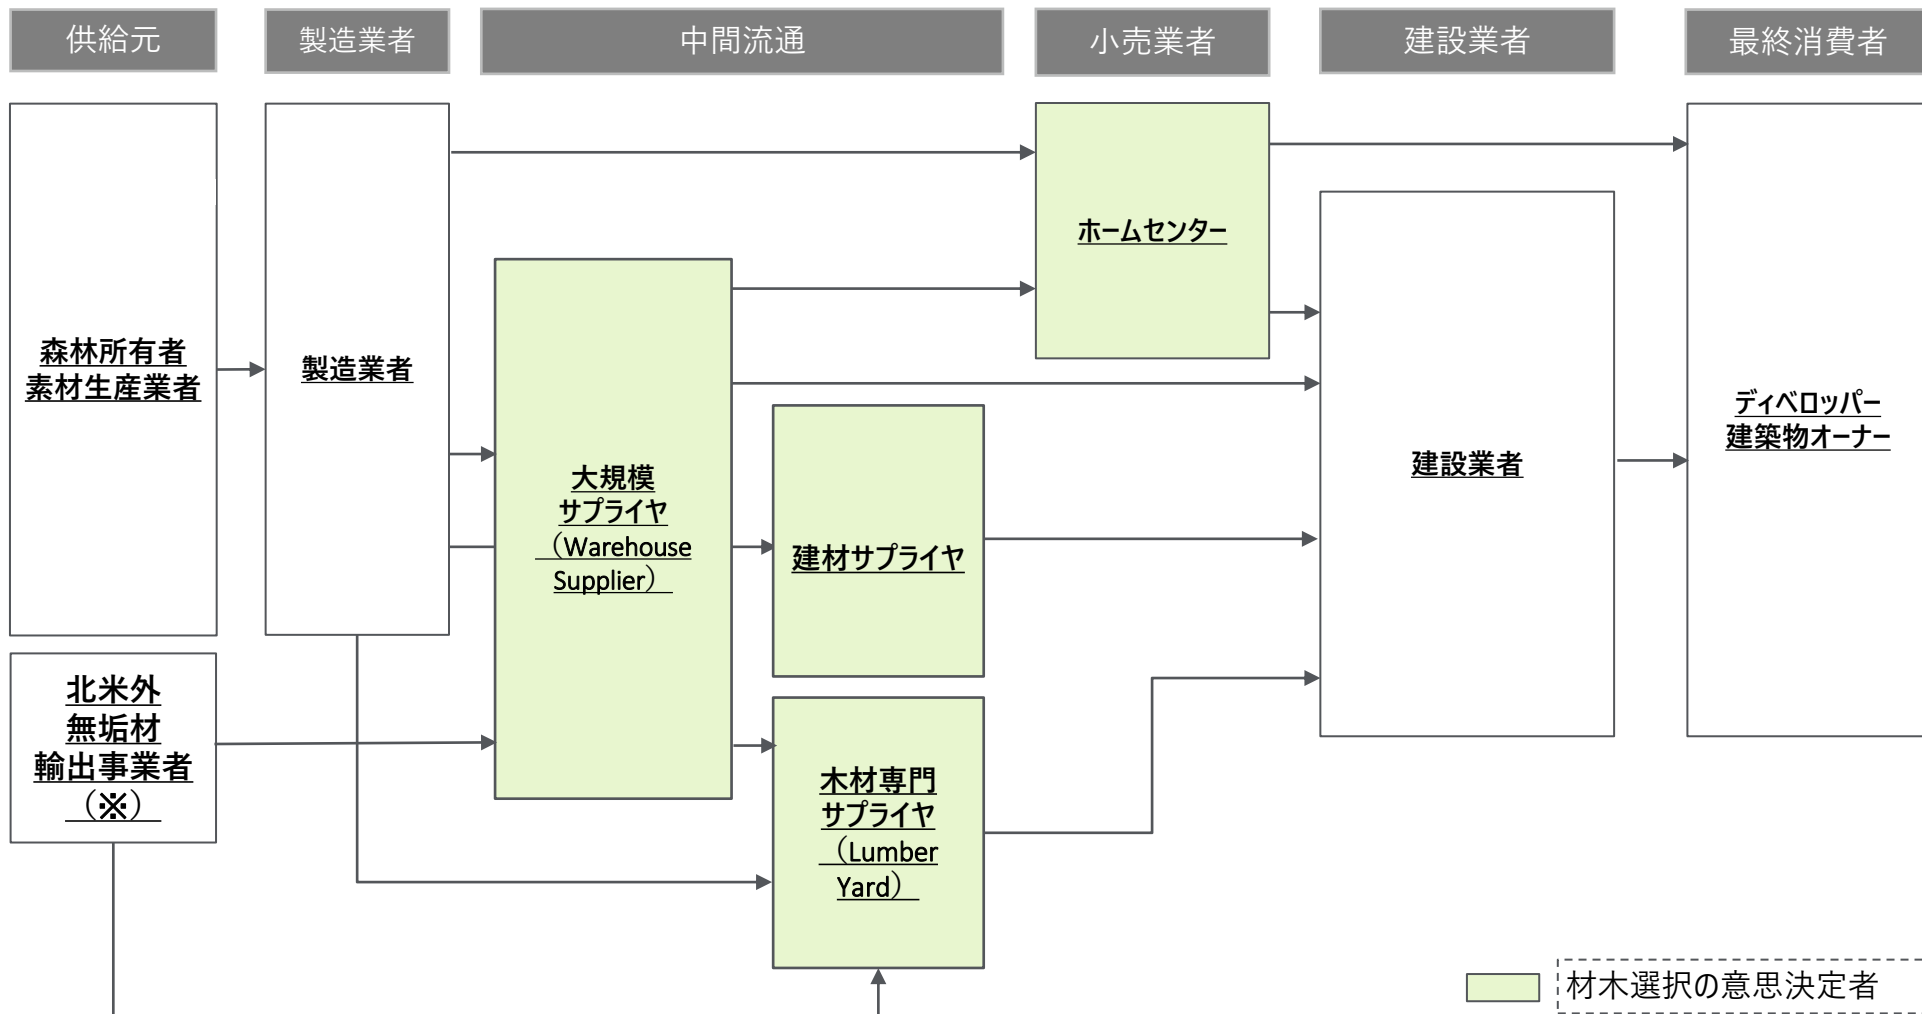 供給元
製造業者
中間流通
小売業者
建設業者
最終消費者
森林所有者
素材生産業者
製造業者
大規模
サプライヤ
（Warehouse
Supplier）
ホームセンター
建材サプライヤ
建設業者
ディベロッパー
建築物オーナー
北米外
無垢材
輸出事業者
（※）
木材専門
サプライヤ
（Lumber
Yard）
材木選択の意思決定者